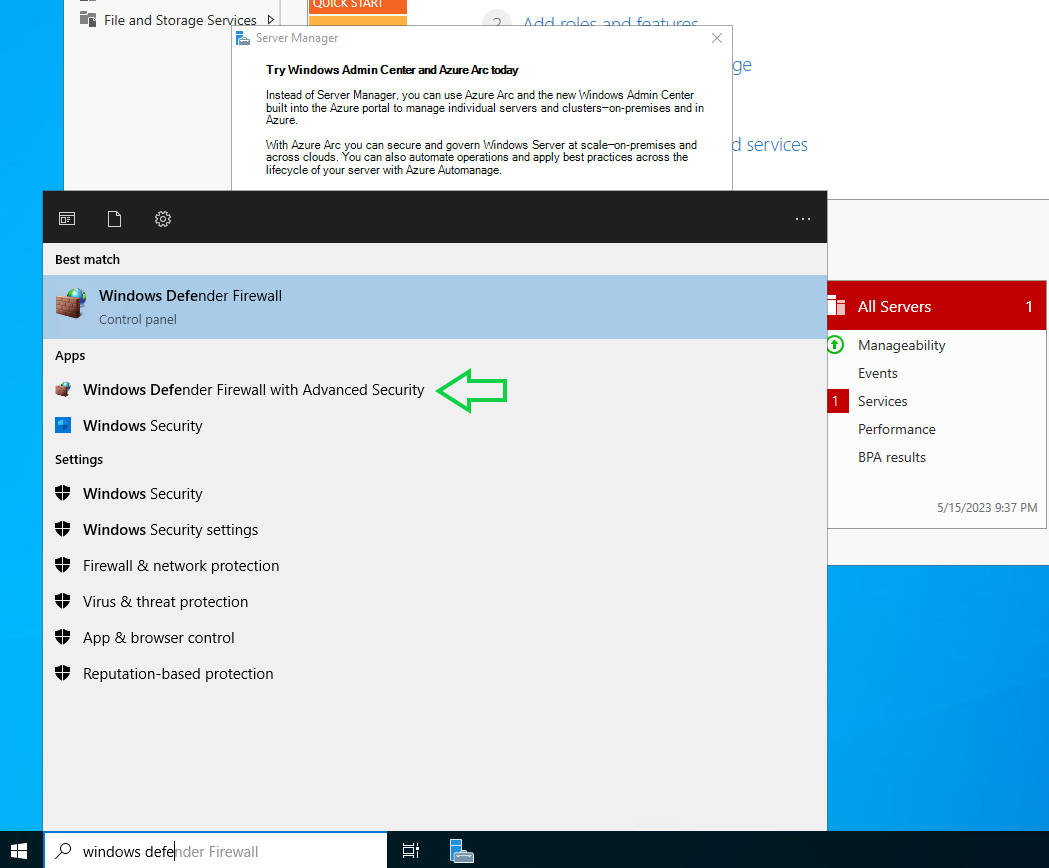 File and Storage Services
QUICK START
2
Add roles and features
Server Manager
Try Windows Admin Center and Azure Arc today
Instead of Server Manager, you can use Azure Arc and the new Windows Admin Center
built into the Azure portal to manage individual servers and clusters—on-premises and in
Azure.
With Azure Arc you can secure and govern Windows Server at scale—on-premises and
across clouds. You can also automate operations and apply best practices across the
lifecycle of your server with Azure Automanage.
services
Best match
Windows Defender Firewall
Control panel
Apps
Windows Defender Firewall with Advanced Security
Windows Security
Settings
Windows Security
Windows Security settings
Firewall & network protection
Virus & threat protection
App & browser control
Reputation-based protection
All Servers 1
Manageability
Events
1 Services
Performance
BPA results
5/15/2023 9:37 PM
windows defender Firewall